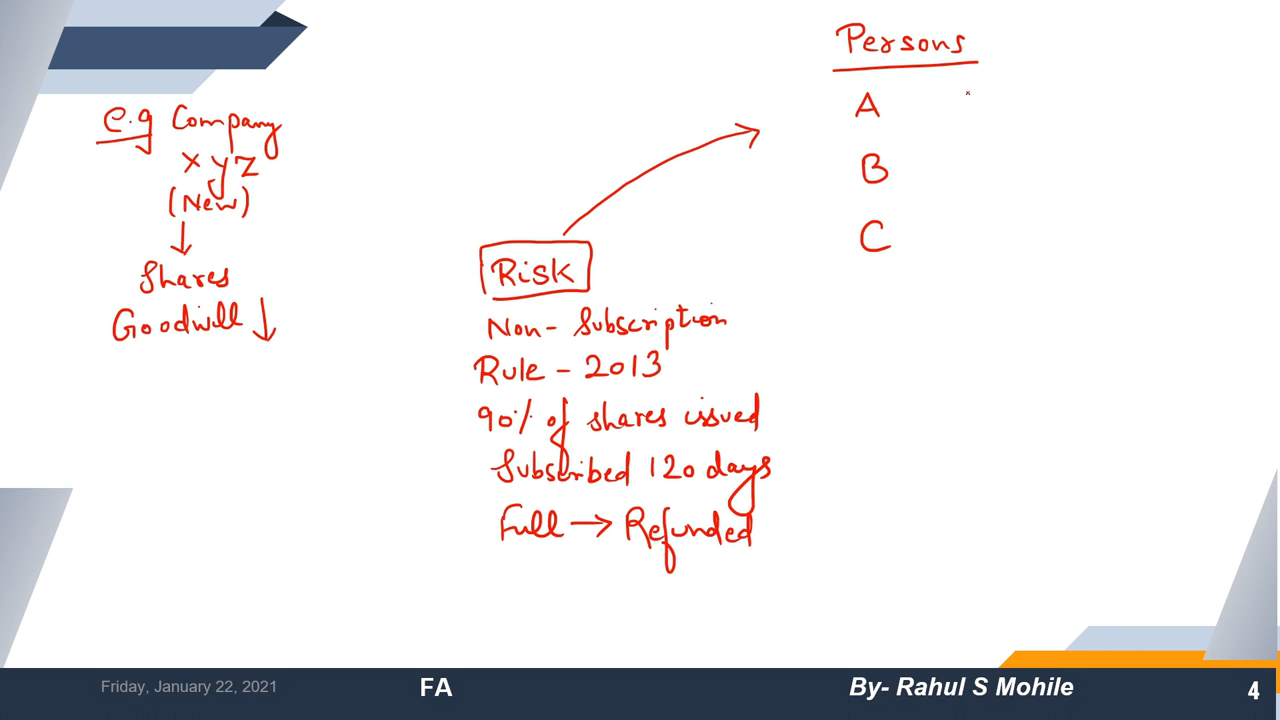 e.g Company
XYZ
(New)
Shares
Goodwill ↓
Risk
Non-Subscription
Rule - 2013
90% of shares issued
Subscribed 120 days
Full → Refunded
Persons
A
B
C
Friday, January 22, 2021
FA
By- Rahul S Mohile
4